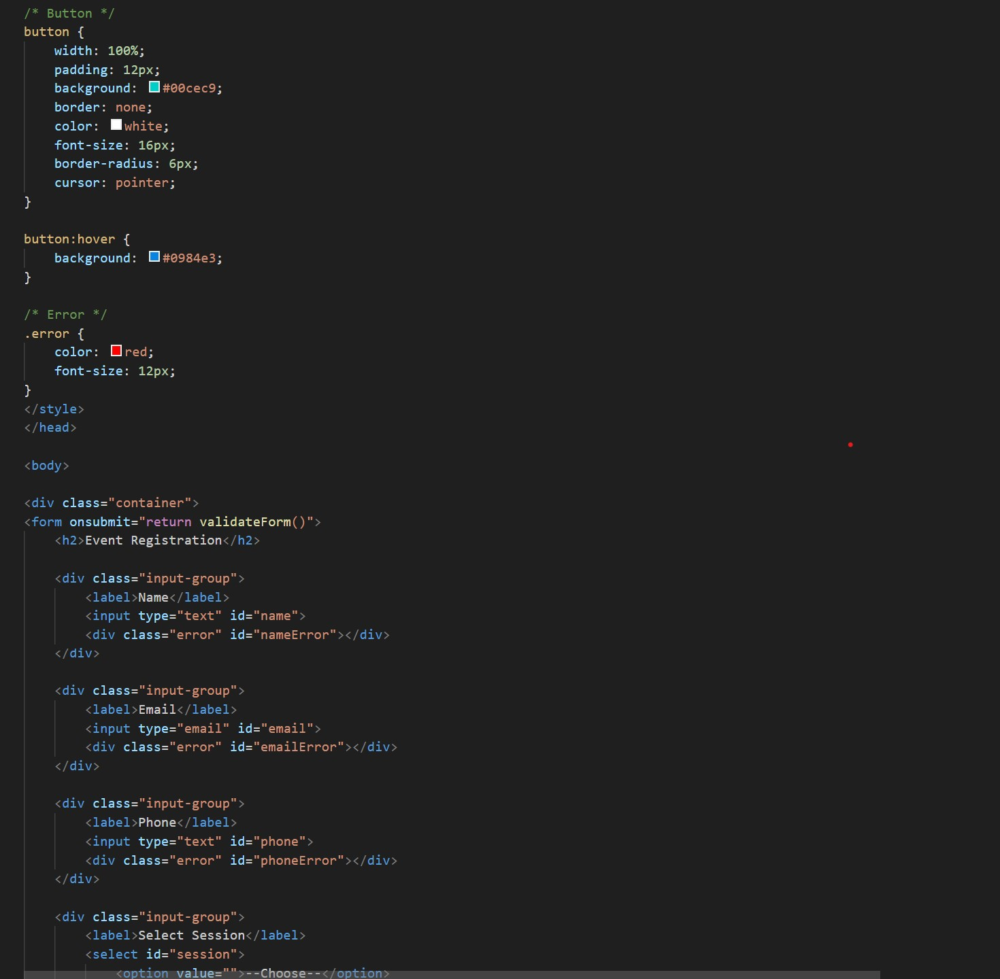 /* Button */
button {
    width: 100%;
    padding: 12px;
    background: #00cec9;
    border: none;
    color: white;
    font-size: 16px;
    border-radius: 6px;
    cursor: pointer;
}

button:hover {
    background: #0984e3;
}

/* Error */
.error {
    color: red;
    font-size: 12px;
}
</style>
</head>

<body>

<div class="container">
<form onsubmit="return validateForm()">
    <h2>Event Registration</h2>

    <div class="input-group">
        <label>Name</label>
        <input type="text" id="name">
        <div class="error" id="nameError"></div>
    </div>

    <div class="input-group">
        <label>Email</label>
        <input type="email" id="email">
        <div class="error" id="emailError"></div>
    </div>

    <div class="input-group">
        <label>Phone</label>
        <input type="text" id="phone">
        <div class="error" id="phoneError"></div>
    </div>

    <div class="input-group">
        <label>Select Session</label>
        <select id="session">
            <option value="">--Choose--</option>